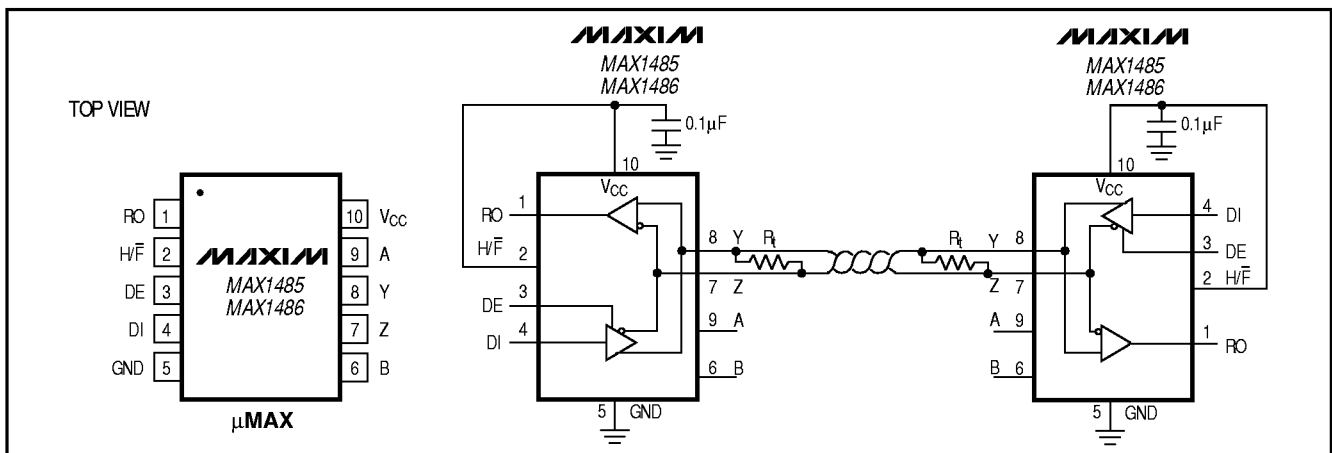 TOP VIEW
MAXIM
MAX1485
MAX1486
RO 1
H/F̅ 2
DE 3
DI 4
GND 5
10 VCC
9 A
8 Y
7 Z
6 B
µMAX
MAXIM
MAX1485
MAX1486
0.1µF
10
VCC
RO 1
H/F̅ 2
DE 3
DI 4
8 Y
7 Z
9 A
6 B
5 GND
Rt
Rt
MAXIM
MAX1485
MAX1486
0.1µF
10
VCC
Y 8
Z 7
A 9
B 6
4 DI
3 DE
2 H/F̅
1 RO
5 GND